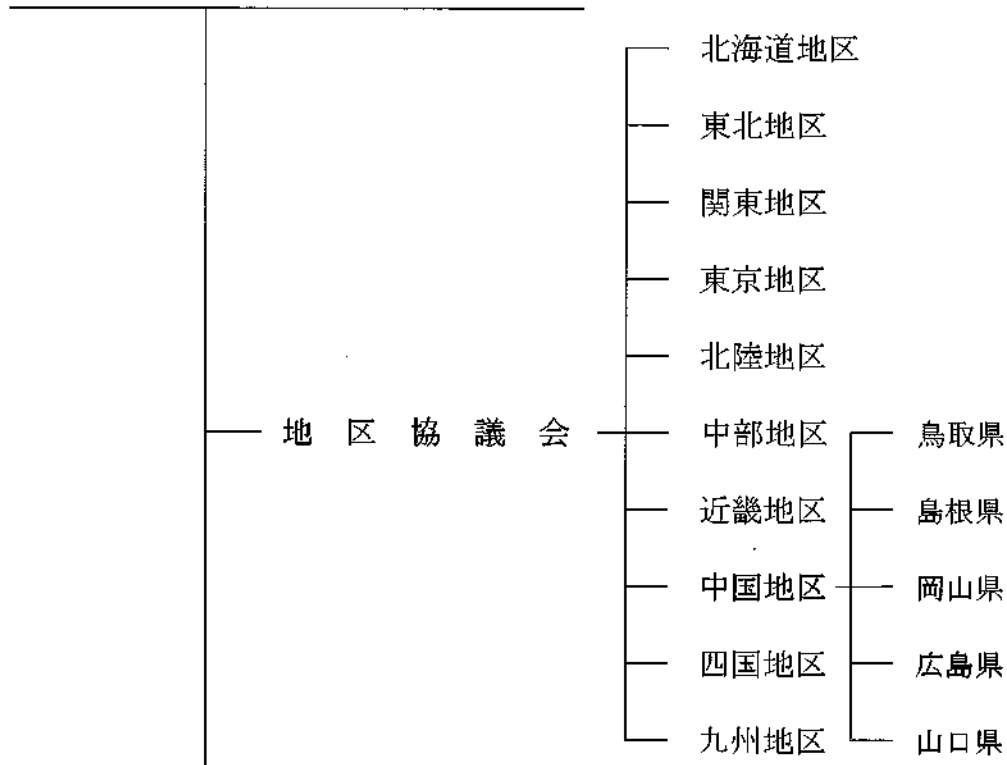 北海道地区
東北地区
関東地区
東京地区
北陸地区
地区協議会 中部地区 鳥取県
近畿地区 島根県
中国地区 岡山県
四国地区 広島県
九州地区 山口県